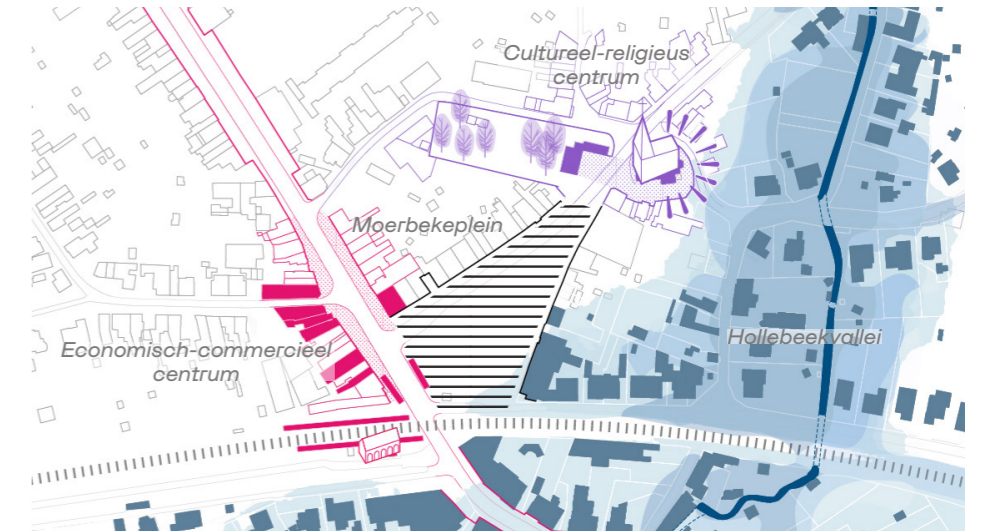 Cultureel-religieus
centrum
Moerbekeplein
Economisch-commercieel
centrum
Hollebeekvallei